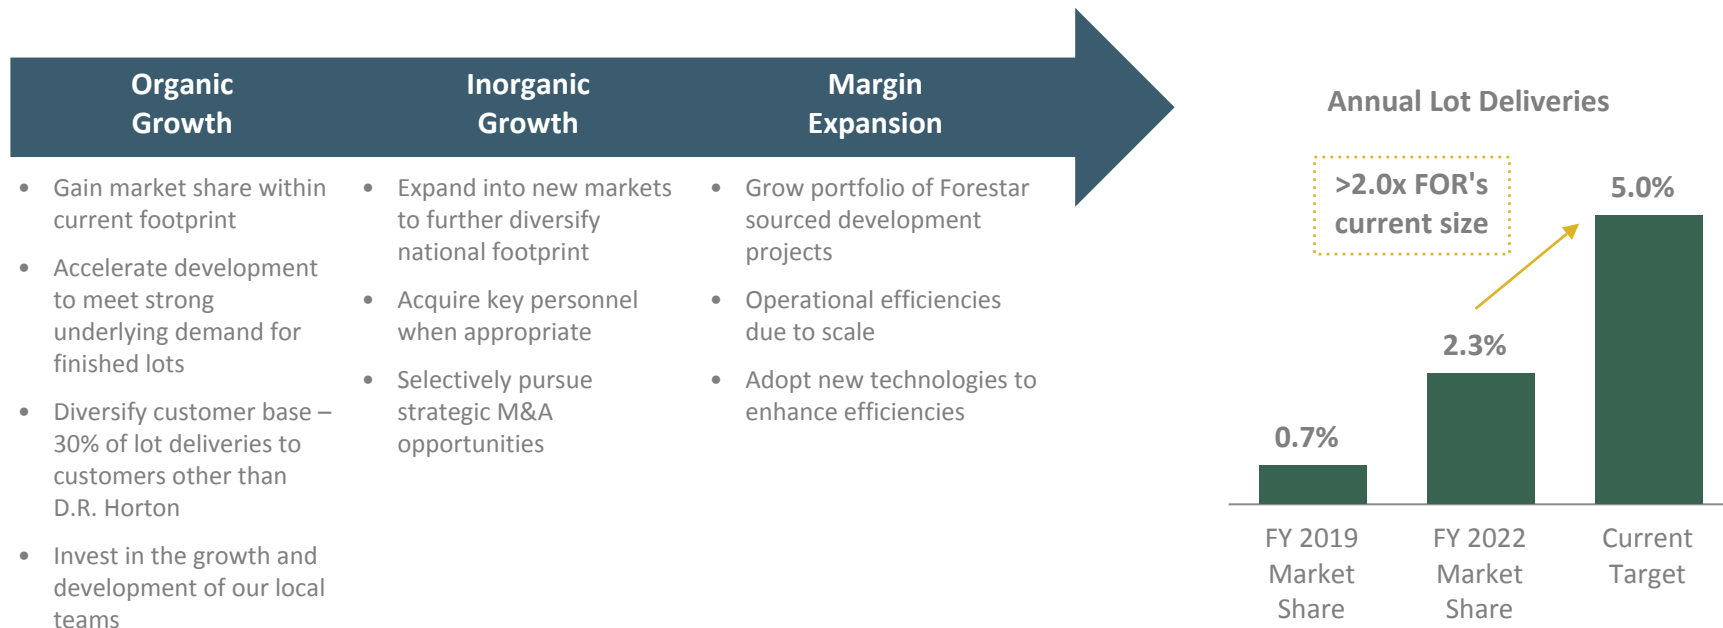 Organic
Growth
Inorganic
Growth
Margin
Expansion
• Gain market share within
current footprint
• Accelerate development
to meet strong
underlying demand for
finished lots
• Diversify customer base –
30% of lot deliveries to
customers other than
D.R. Horton
• Invest in the growth and
development of our local
teams
• Expand into new markets
to further diversify
national footprint
• Acquire key personnel
when appropriate
• Selectively pursue
strategic M&A
opportunities
• Grow portfolio of Forestar
sourced development
projects
• Operational efficiencies
due to scale
• Adopt new technologies to
enhance efficiencies
Annual Lot Deliveries
>2.0x FOR's
current size
0.7%
2.3%
5.0%
FY 2019
Market
Share
FY 2022
Market
Share
Current
Target